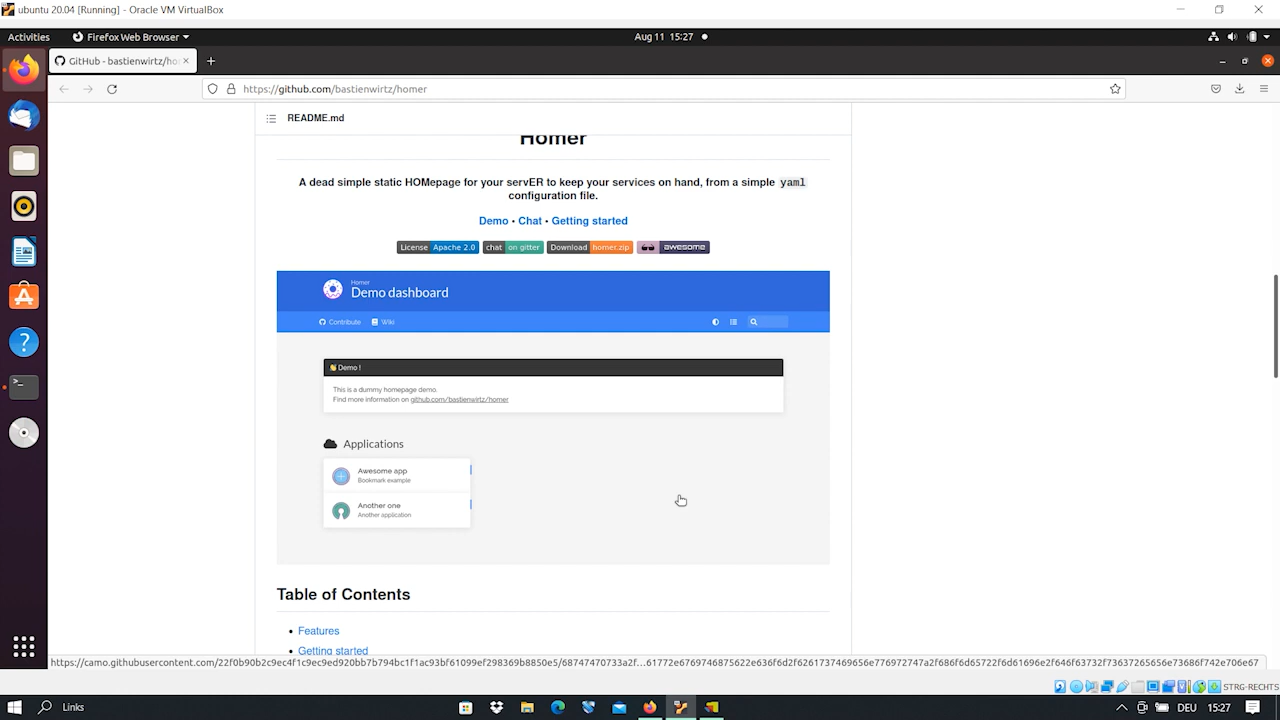 ubuntu 20.04 [Running] - Oracle VM VirtualBox
Activities
Firefox Web Browser
Aug 11 15:27
GitHub - bastienwirtz/ho
https://github.com/bastienwirtz/homer
README.md
Homer
A dead simple static HOMepage for your servER to keep your services on hand, from a simple yaml
configuration file.
Demo • Chat • Getting started
License Apache 2.0 chat on gitter Download homer.zip awesome
Homer
Demo dashboard
Contribute Wiki
Demo !
This is a dummy homepage demo.
Find more information on github.com/bastienwirtz/homer
Applications
Awesome app
Bookmark example
Another one
Another application
Table of Contents
• Features
• Getting started
https://camo.githubusercontent.com/22f0b90b2c9ec4f1c9ec9ed920bb7b794bc1f1ac93bf61099ef298369b8850e5/68747470733a2f…61772e6769746875622e636f6d2f62617374 69656e776972747a2f686f6d65722f6d61696e2f646f63732f73637265656e73686f742e706e67
STRG-RECHTS
Links
DEU 15:27